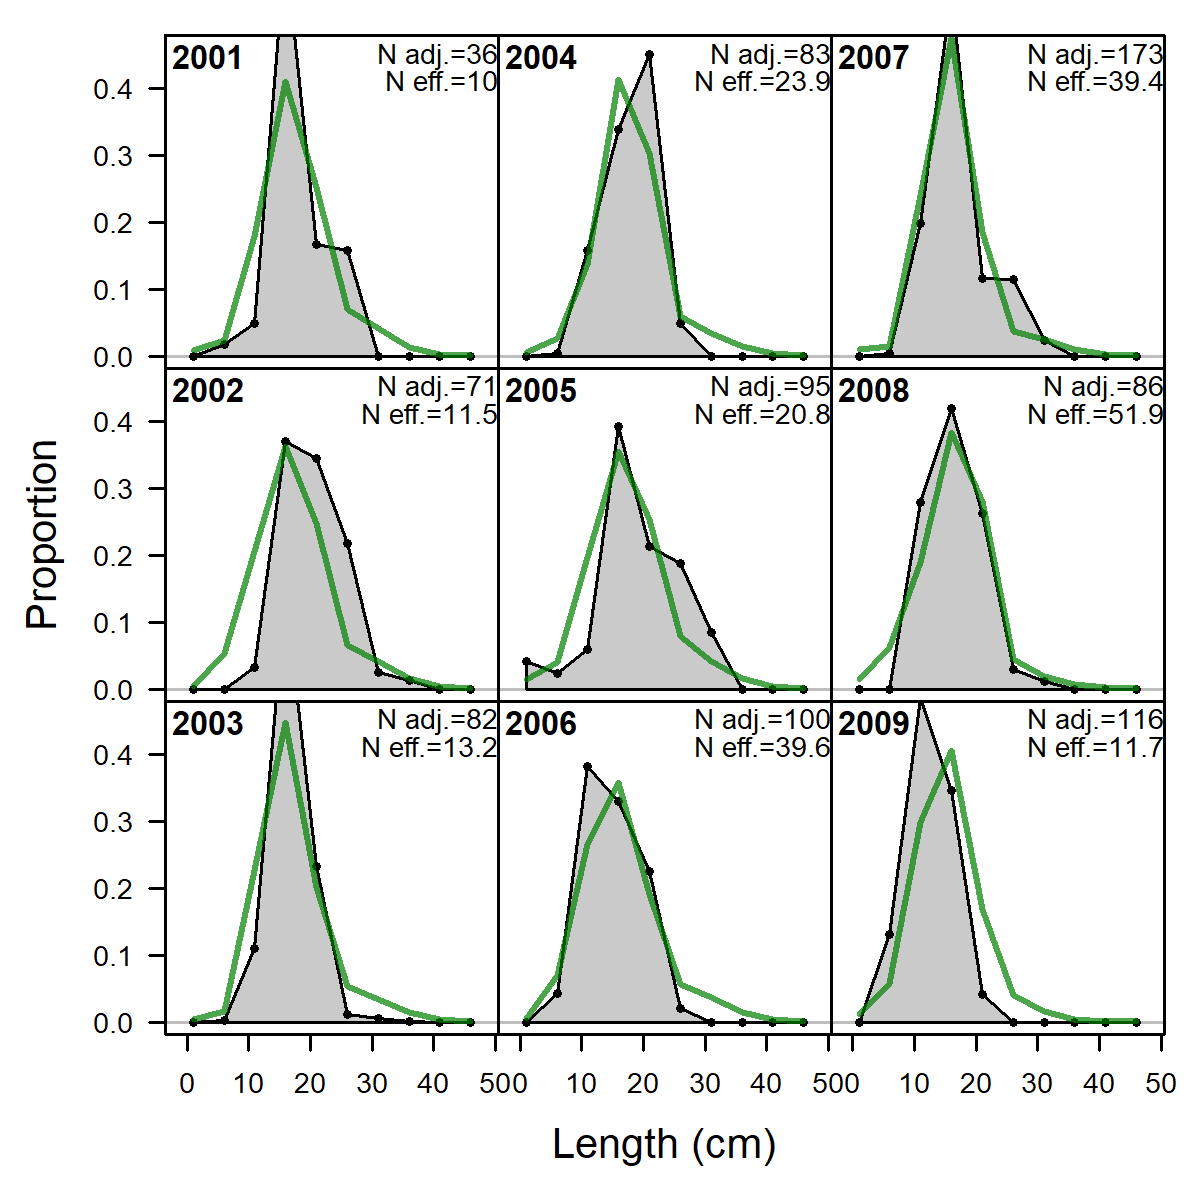 2001
N adj.=36
N eff.=10
2004
N adj.=83
N eff.=23.9
2007
N adj.=173
N eff.=39.4
0.4
0.3
0.2
0.1
0.0
2002
N adj.=71
N eff.=11.5
2005
N adj.=95
N eff.=20.8
2008
N adj.=86
N eff.=51.9
0.4
0.3
0.2
0.1
0.0
2003
N adj.=82
N eff.=13.2
2006
N adj.=100
N eff.=39.6
2009
N adj.=116
N eff.=11.7
0.4
0.3
0.2
0.1
0.0
Proportion
0 10 20 30 40 500 10 20 30 40 500 10 20 30 40 50
Length (cm)